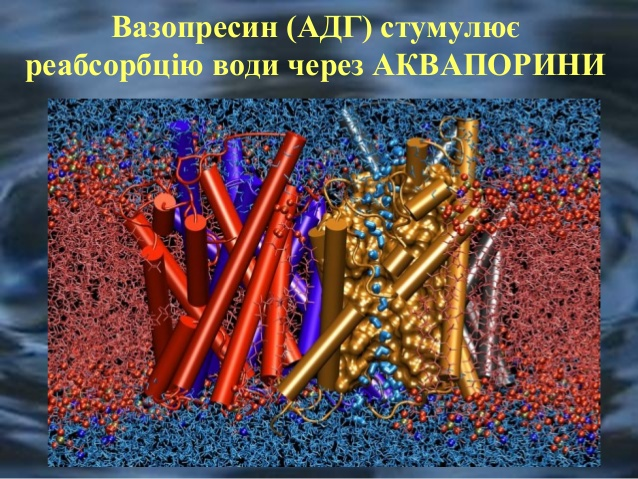 Вазопресин (АДГ) стумулює
реабсорбцію води через АКВАПОРИНИ